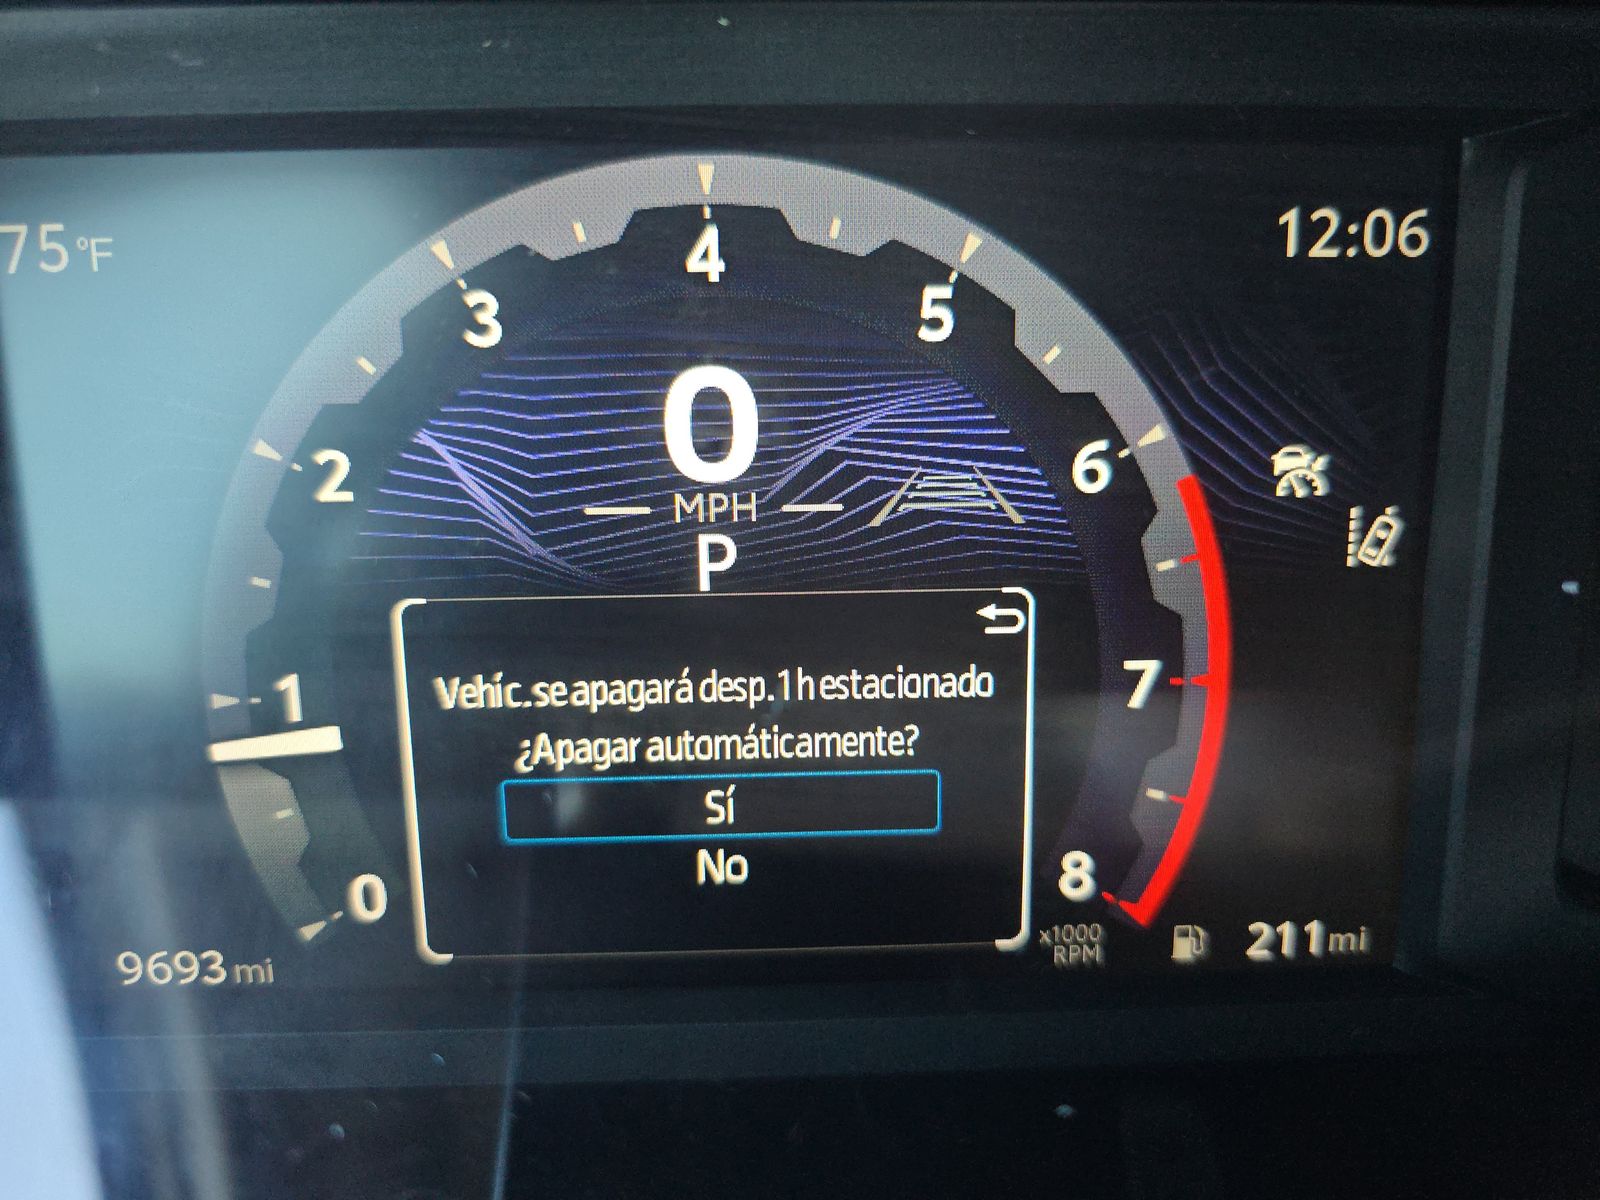 75°F
12:06
4
3
5
2
6
0
MPH
P
1
7
Vehíc. se apagará desp. 1 h estacionado
¿Apagar automáticamente?
Sí
No
0
8
x1000
RPM
9693 mi
211 mi